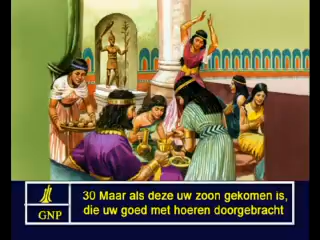 30 Maar als deze uw zoon gekomen is,
die uw goed met hoeren doorgebracht
GNP